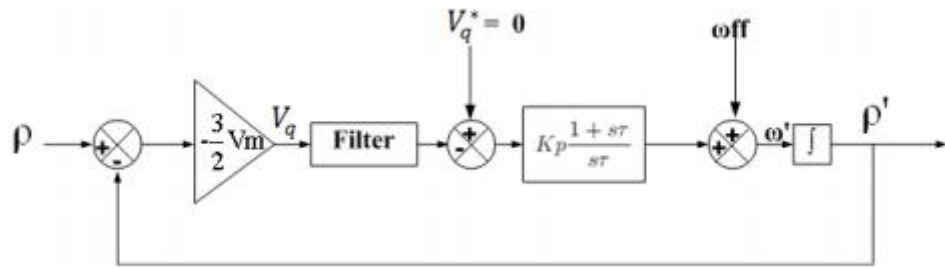 V_q^* = 0
ωff
ρ
+
-
-3/2 Vm
V_q
Filter
+
-
Kp (1 + sτ)/(sτ)
+
+
ω'
∫
ρ'